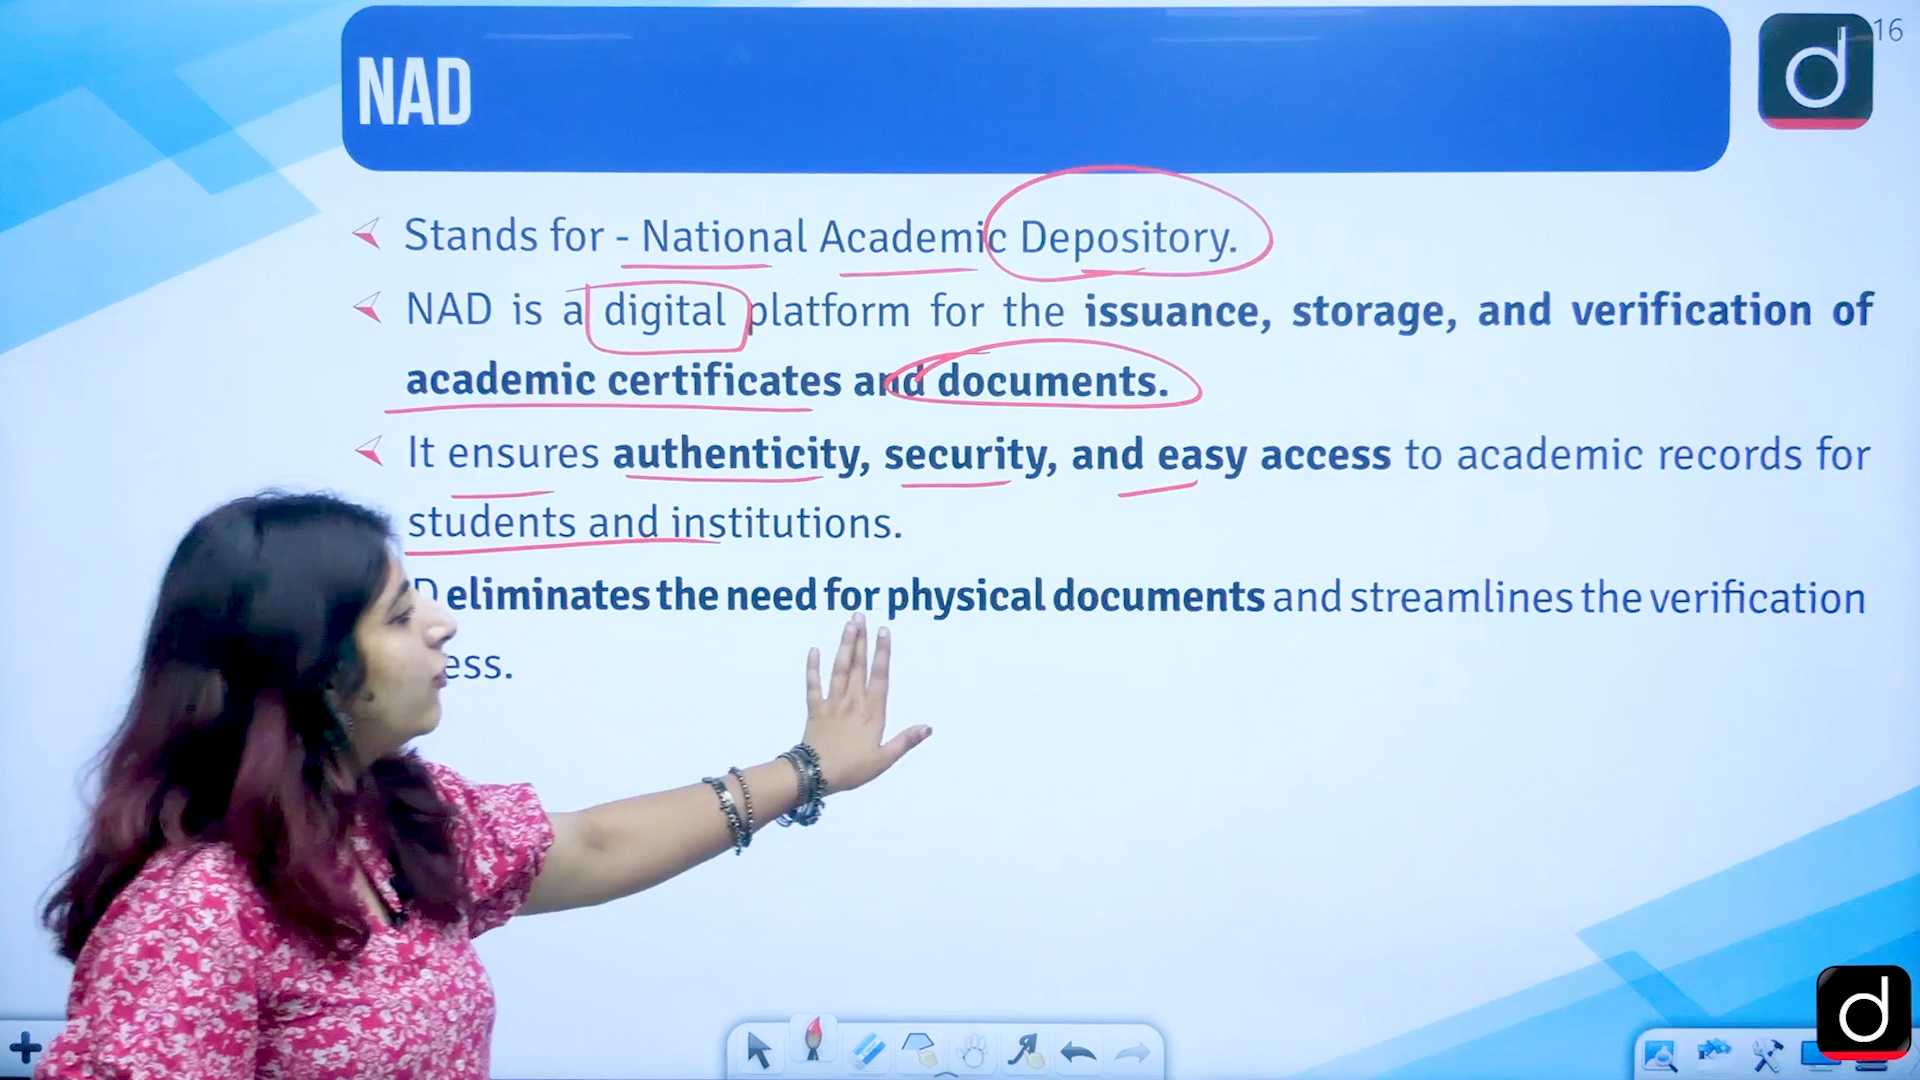 16
NAD
Stands for - National Academic Depository.
NAD is a digital platform for the issuance, storage, and verification of
academic certificates and documents.
It ensures authenticity, security, and easy access to academic records for
students and institutions.
D eliminates the need for physical documents and streamlines the verification
ess.
d
d